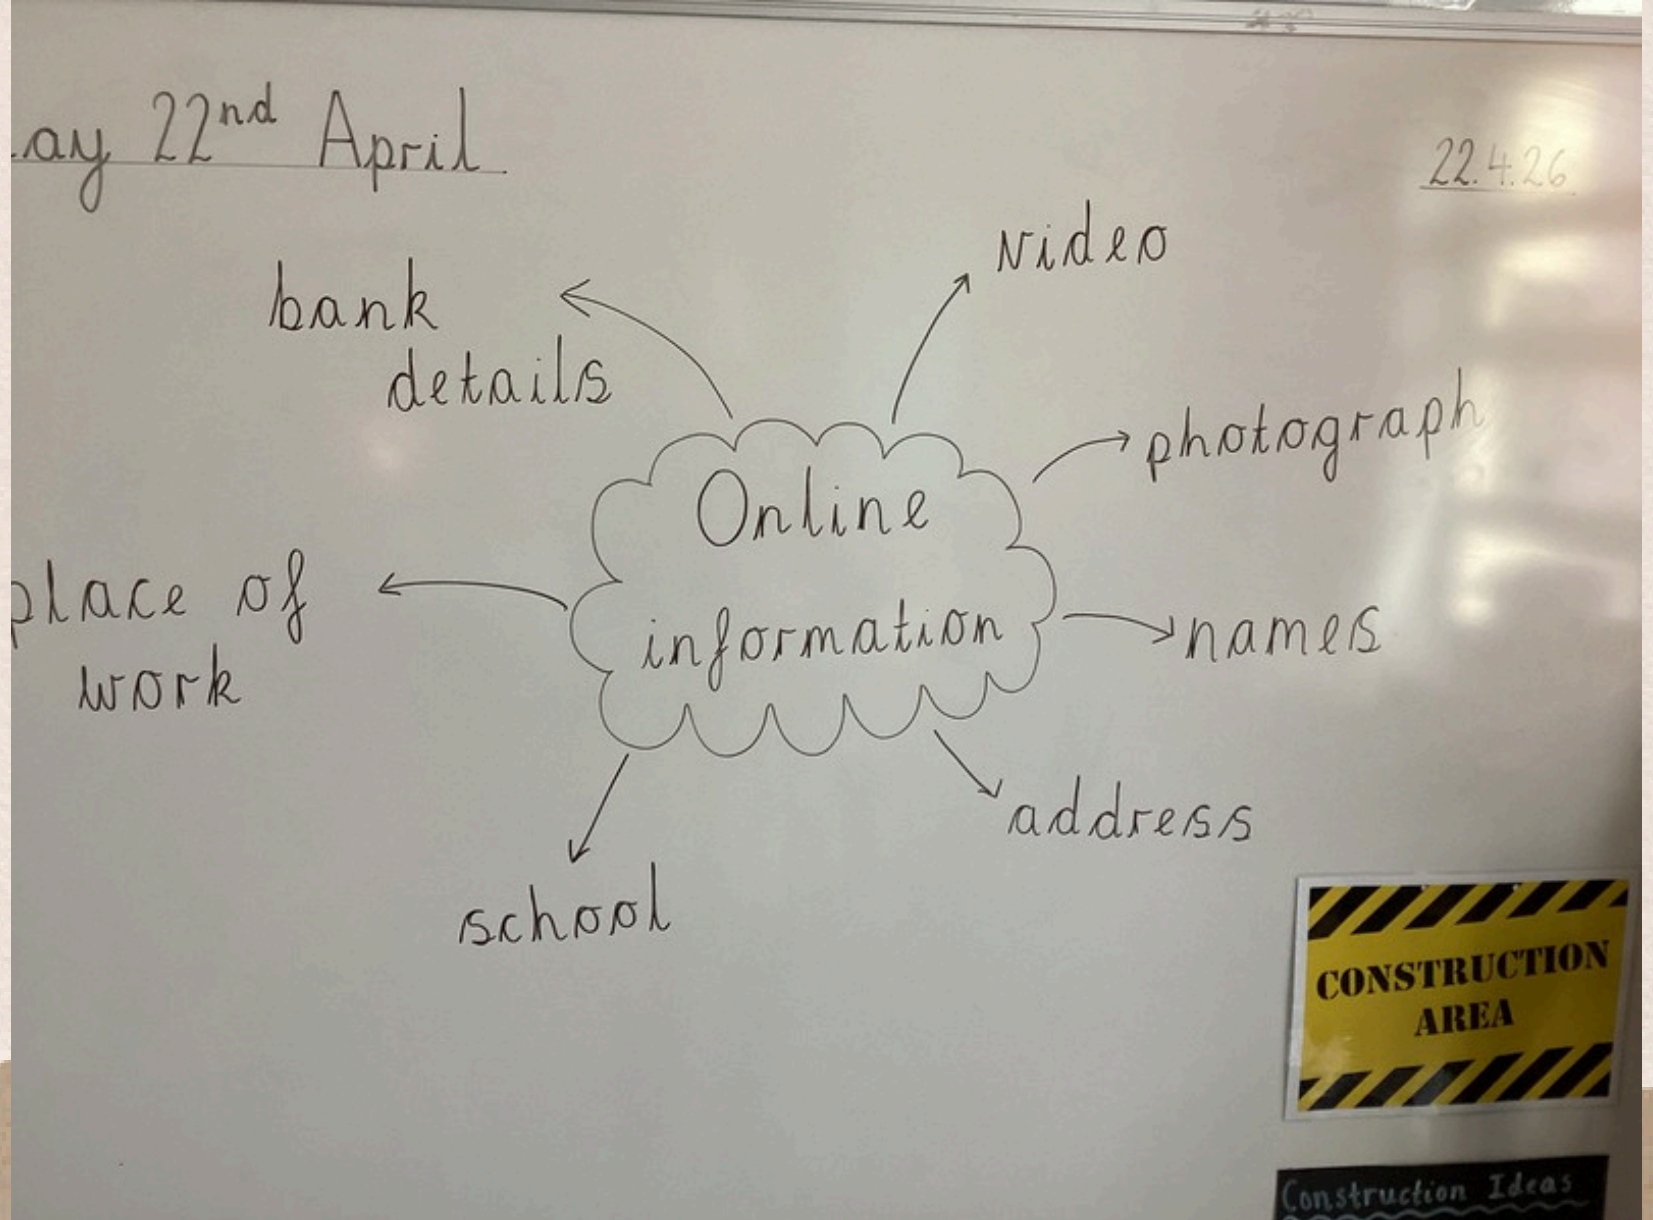 ay 22nd April
22.4.26
video
bank
details
photograph
Online
information
place of
work
names
address
school
CONSTRUCTION
AREA
Construction Ideas